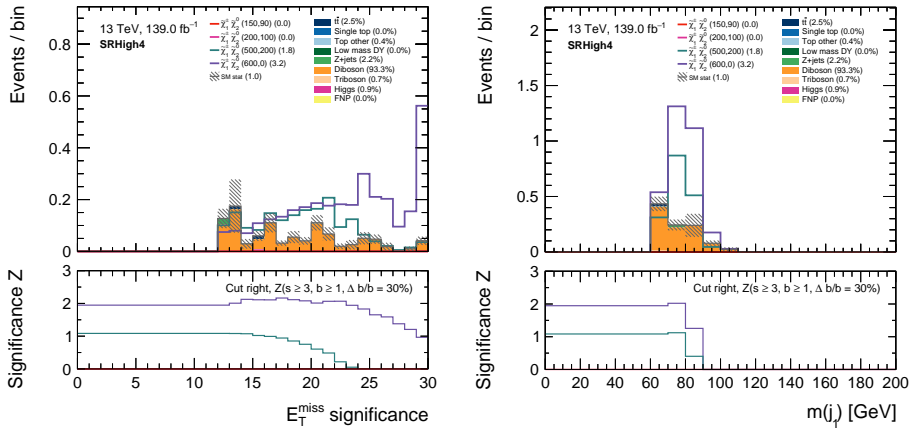 Events / bin
0.8
0.6
0.4
0.2
0
13 TeV, 139.0 fb⁻¹
SRHigh4
χ̃₁± χ̃₂⁰ (150,90) (0.0)
χ̃₁± χ̃₂⁰ (200,100) (0.0)
χ̃₁± χ̃₂⁰ (500,200) (1.8)
χ̃₁± χ̃₂⁰ (600,0) (3.2)
SM stat (1.0)
tt̄ (2.5%)
Single top (0.0%)
Top other (0.4%)
Low mass DY (0.0%)
Z+jets (2.2%)
Diboson (93.3%)
Triboson (0.7%)
Higgs (0.9%)
FNP (0.0%)
Significance Z
3
2
1
0
Cut right, Z(s ≥ 3, b ≥ 1, Δ b/b = 30%)
0 5 10 15 20 25 30
E_T^miss significance
Events / bin
2
1.5
1
0.5
0
13 TeV, 139.0 fb⁻¹
SRHigh4
χ̃₁± χ̃₂⁰ (150,90) (0.0)
χ̃₁± χ̃₂⁰ (200,100) (0.0)
χ̃₁± χ̃₂⁰ (500,200) (1.8)
χ̃₁± χ̃₂⁰ (600,0) (3.2)
SM stat (1.0)
tt̄ (2.5%)
Single top (0.0%)
Top other (0.4%)
Low mass DY (0.0%)
Z+jets (2.2%)
Diboson (93.3%)
Triboson (0.7%)
Higgs (0.9%)
FNP (0.0%)
Significance Z
3
2
1
0
Cut right, Z(s ≥ 3, b ≥ 1, Δ b/b = 30%)
0 20 40 60 80 100 120 140 160 180 200
m(j₁) [GeV]